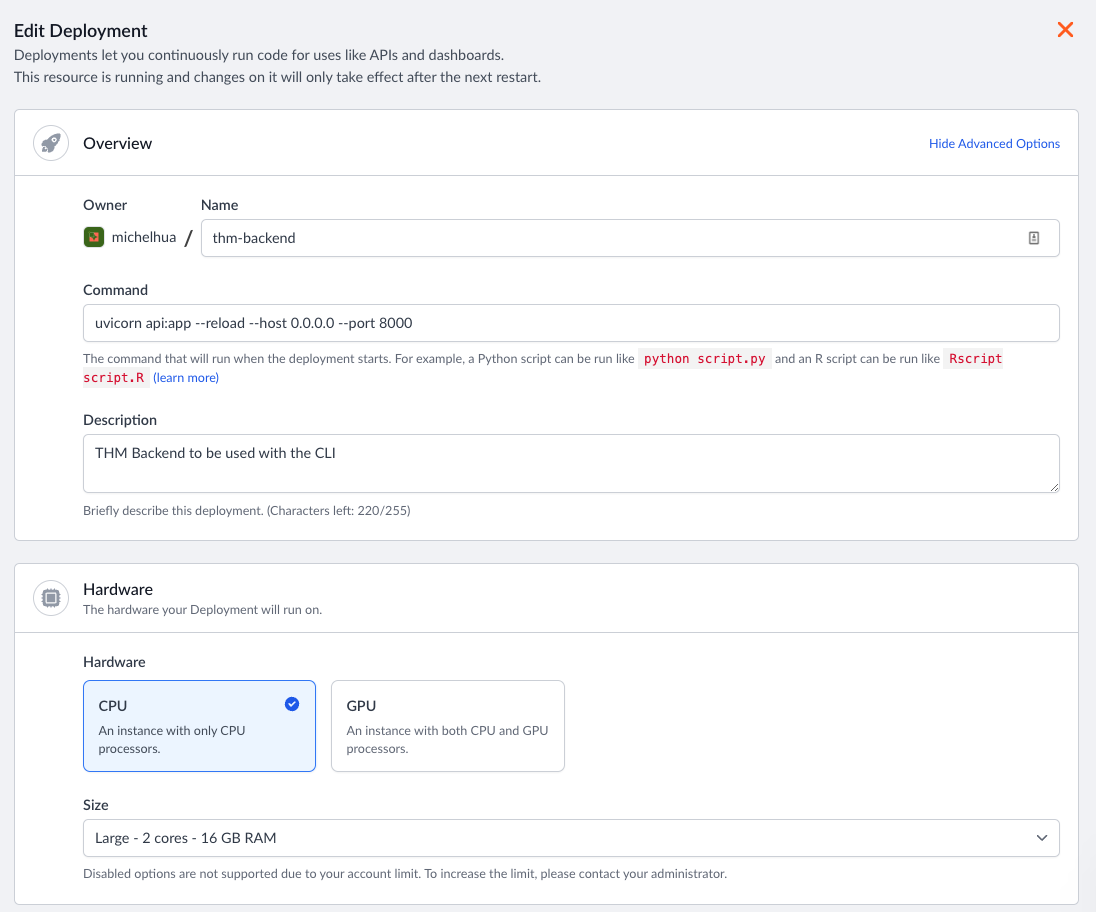 Edit Deployment
Deployments let you continuously run code for uses like APIs and dashboards.
This resource is running and changes on it will only take effect after the next restart.
Overview
Hide Advanced Options
Owner
Name
michelhua /
thm-backend
Command
uvicorn api:app --reload --host 0.0.0.0 --port 8000
The command that will run when the deployment starts. For example, a Python script can be run like python script.py and an R script can be run like Rscript
script.R (learn more)
Description
THM Backend to be used with the CLI
Briefly describe this deployment. (Characters left: 220/255)
Hardware
The hardware your Deployment will run on.
Hardware
CPU
An instance with only CPU
processors.
GPU
An instance with both CPU and GPU
processors.
Size
Large - 2 cores - 16 GB RAM
Disabled options are not supported due to your account limit. To increase the limit, please contact your administrator.